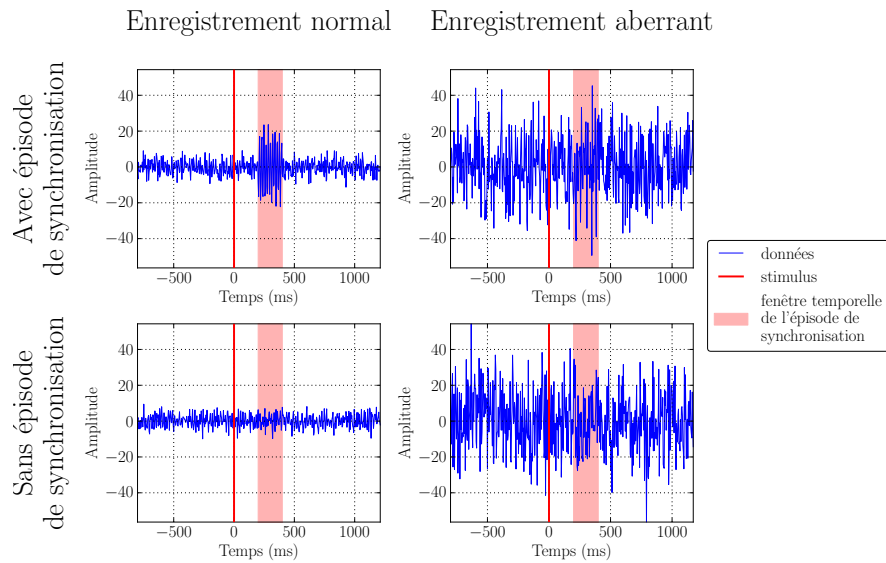 Enregistrement normal
Enregistrement aberrant
Avec épisode
de synchronisation
Amplitude
40
20
0
−20
−40
−500
0
500
1000
Temps (ms)
Amplitude
40
20
0
−20
−40
−500
0
500
1000
Temps (ms)
données
stimulus
fenêtre temporelle
de l'épisode de
synchronisation
Sans épisode
de synchronisation
Amplitude
40
20
0
−20
−40
−500
0
500
1000
Temps (ms)
Amplitude
40
20
0
−20
−40
−500
0
500
1000
Temps (ms)